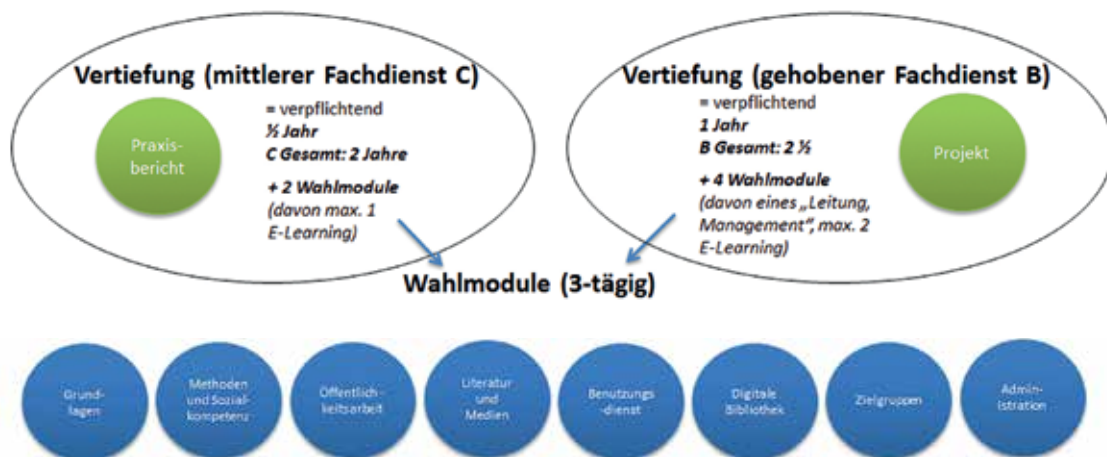 Vertiefung (mittlerer Fachdienst C)
= verpflichtend
½ Jahr
C Gesamt: 2 Jahre
+ 2 Wahlmodule
(davon max. 1
E-Learning)
Praxis-
bericht
Vertiefung (gehobener Fachdienst B)
= verpflichtend
1 Jahr
B Gesamt: 2 ½
+ 4 Wahlmodule
(davon eines „Leitung,
Management“, max. 2
E-Learning)
Projekt
Wahlmodule (3-tägig)
Grund-
lagen
Methoden
und Sozial-
kompetenz
Öffentlich-
keitsarbeit
Literatur
und
Medien
Benutzungs
-dienst
Digitale
Bibliothek
Zielgruppen
Admin-
istration